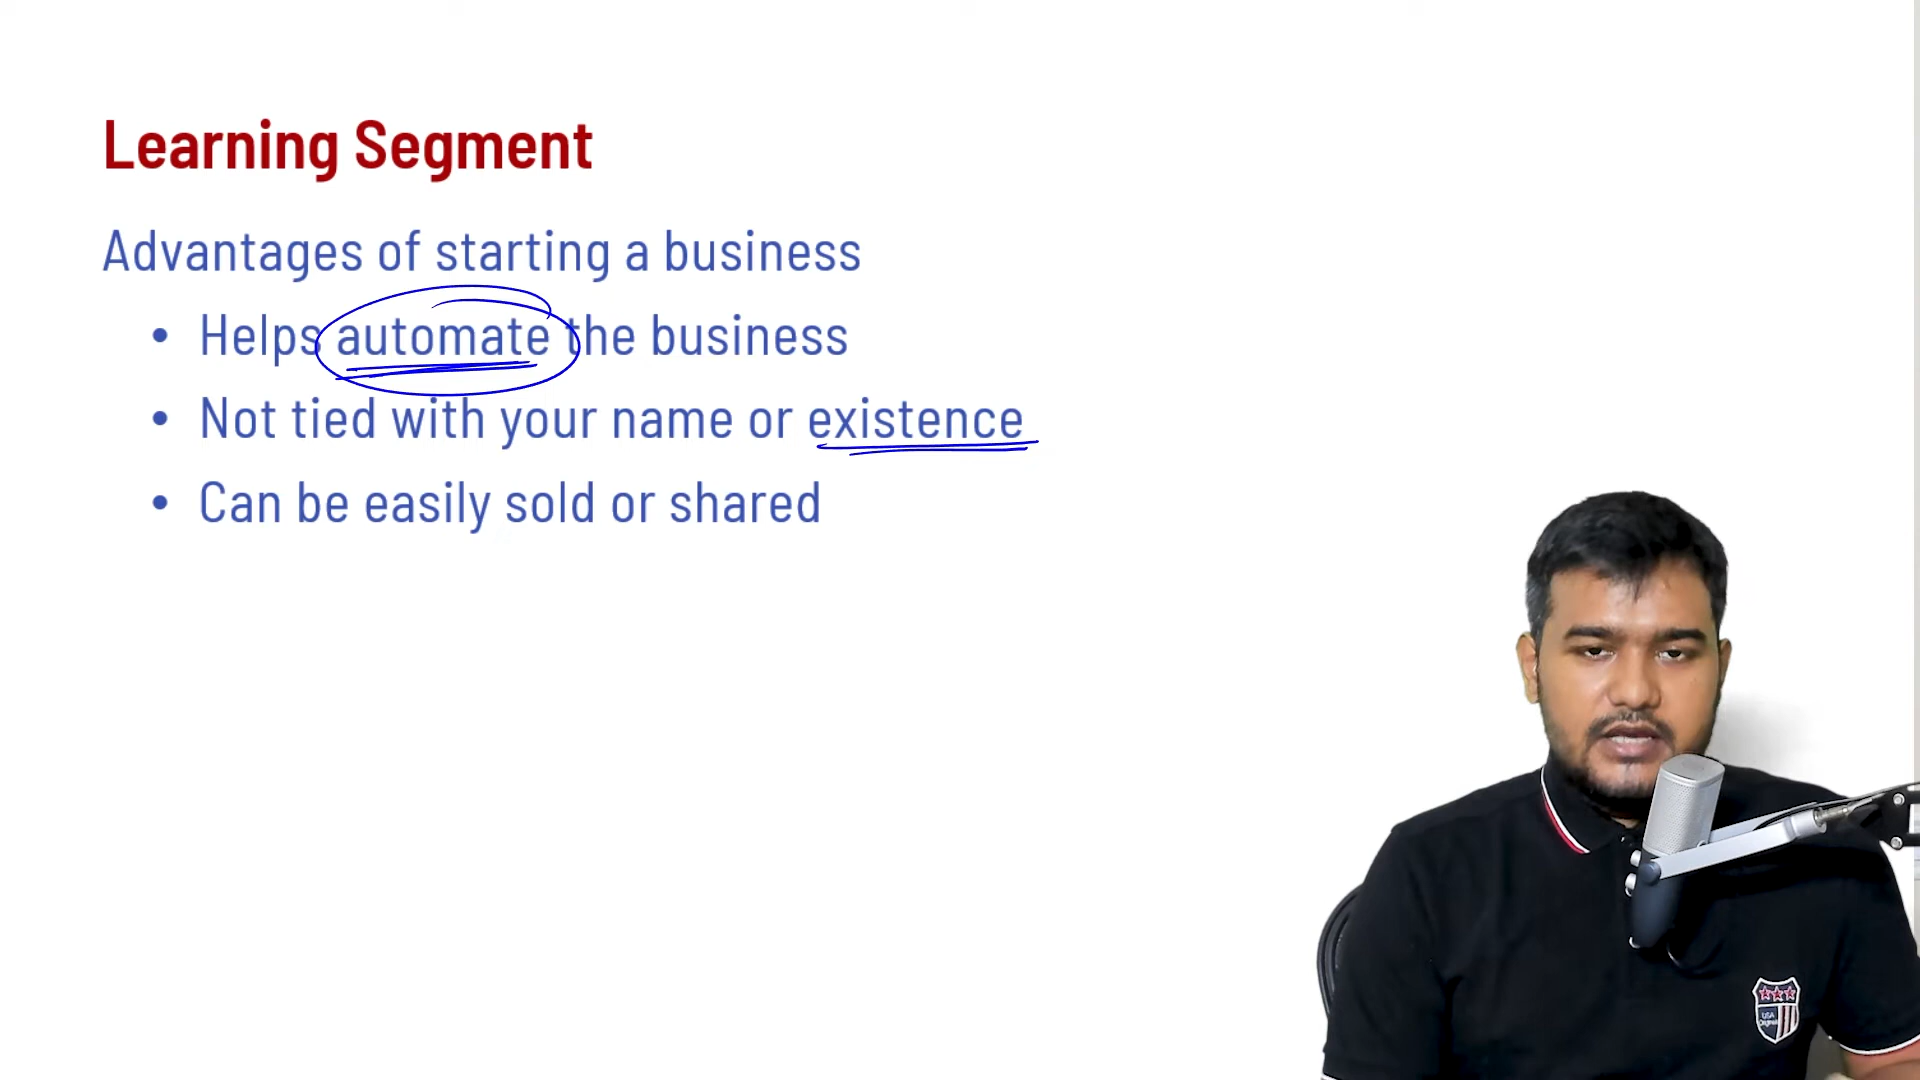 Learning Segment
Advantages of starting a business
• Helps automate the business
• Not tied with your name or existence
• Can be easily sold or shared
USA